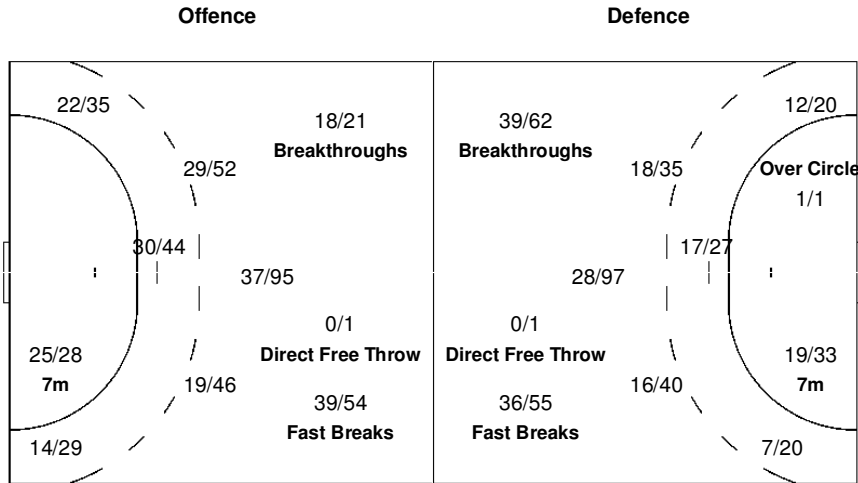 Offence
Defence
22/35
18/21
Breakthroughs
39/62
Breakthroughs
12/20
29/52
18/35
Over Circle
1/1
30/44
17/27
37/95
28/97
0/1
Direct Free Throw
0/1
Direct Free Throw
25/28
7m
19/33
7m
19/46
16/40
39/54
Fast Breaks
36/55
Fast Breaks
14/29
7/20